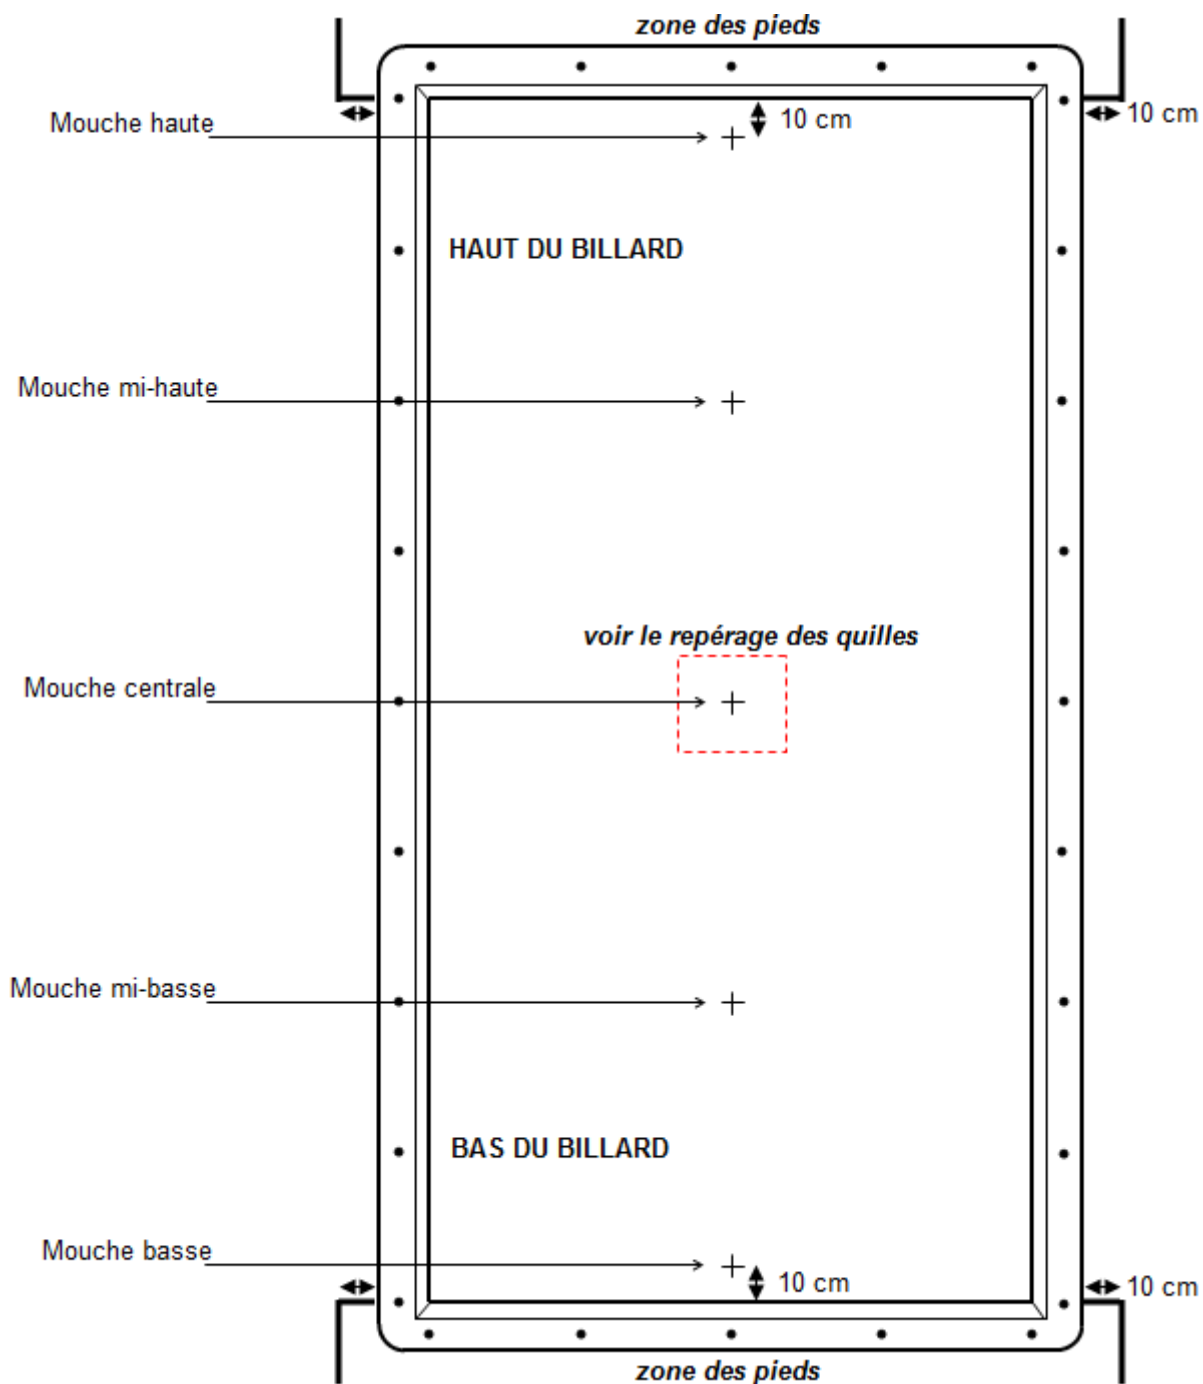 zone des pieds
Mouche haute
10 cm
10 cm
HAUT DU BILLARD
Mouche mi-haute
voir le repérage des quilles
Mouche centrale
Mouche mi-basse
BAS DU BILLARD
Mouche basse
10 cm
10 cm
zone des pieds